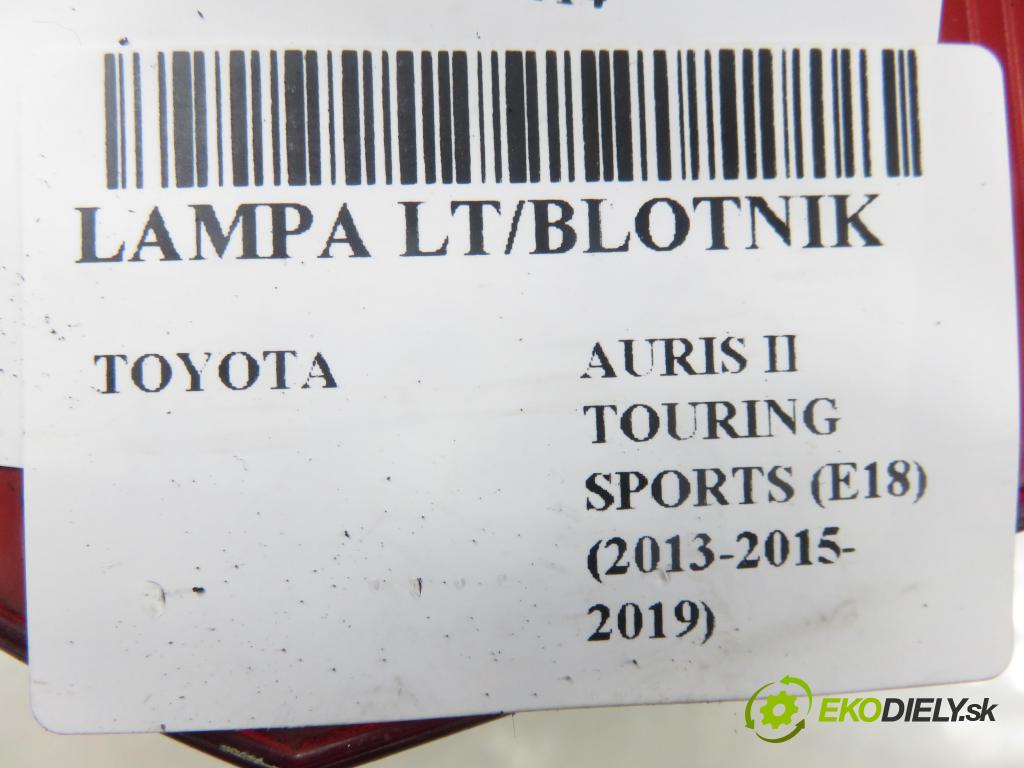 LAMPA LT/BLOTNIK
TOYOTA
AURIS II
TOURING
SPORTS (E18)
(2013-2015-
2019)
EKODIELY.sk